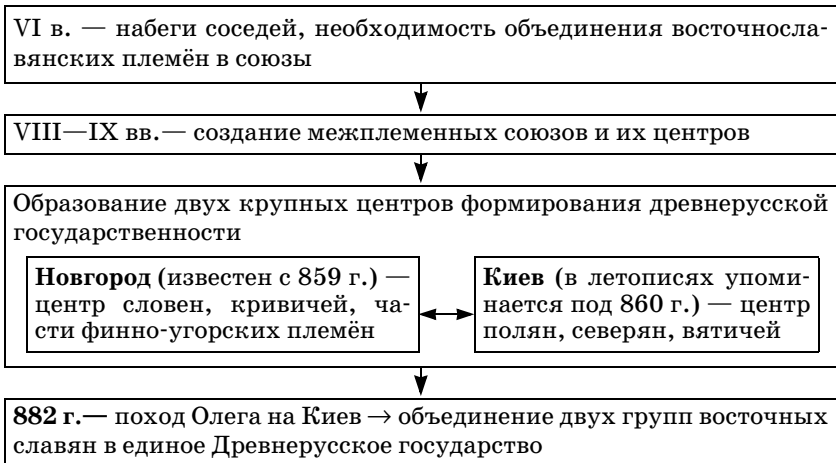 VI в. — набеги соседей, необходимость объединения восточносла-
вянских племён в союзы
VIII—IX вв.— создание межплеменных союзов и их центров
Образование двух крупных центров формирования древнерусской
государственности
Новгород (известен с 859 г.) —
центр словен, кривичей, ча-
сти финно-угорских племён
Киев (в летописях упоми-
нается под 860 г.) — центр
полян, северян, вятичей
882 г.— поход Олега на Киев → объединение двух групп восточных
славян в единое Древнерусское государство